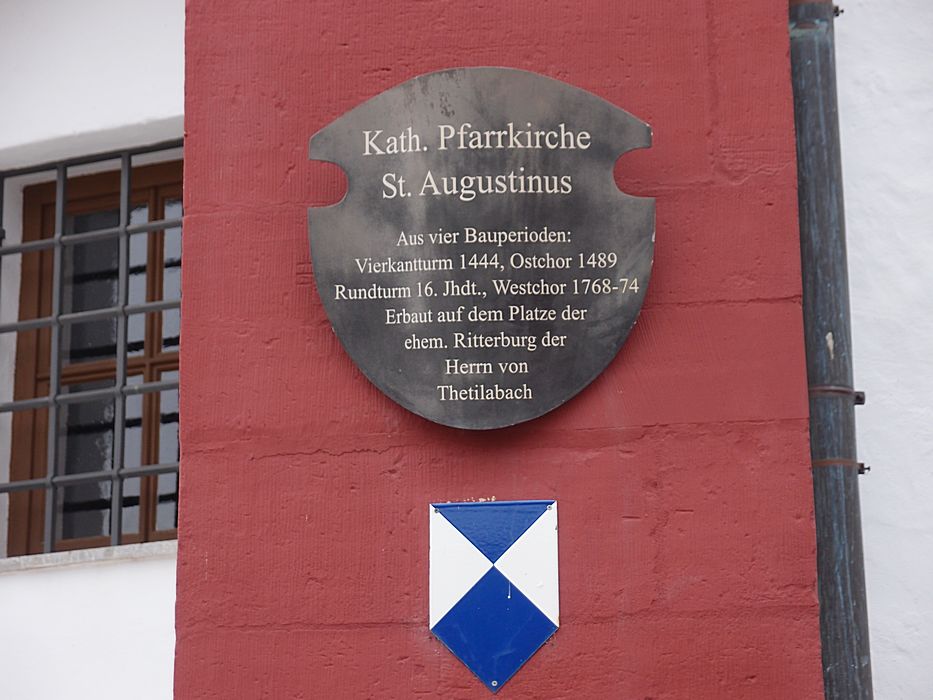 Kath. Pfarrkirche
St. Augustinus
Aus vier Bauperioden:
Vierkantturm 1444, Ostchor 1489
Rundturm 16. Jhdt., Westchor 1768-74
Erbaut auf dem Platze der
ehem. Ritterburg der
Herrn von
Thetilabach